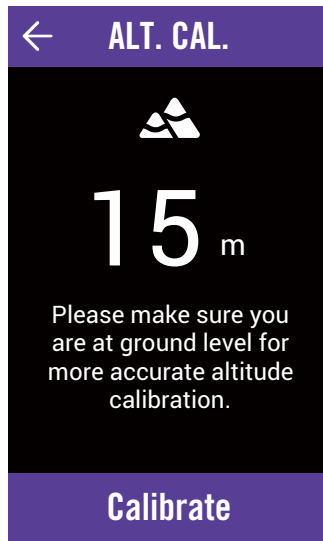 ALT. CAL.
15 m
Please make sure you
are at ground level for
more accurate altitude
calibration.
Calibrate